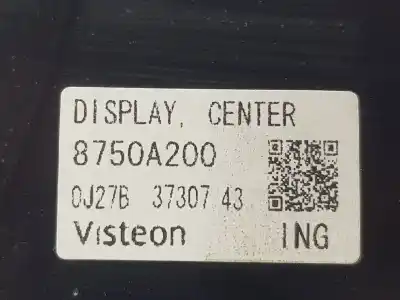 DISPLAY, CENTER
8750A200
0J27B 37307 43
Visteon ING